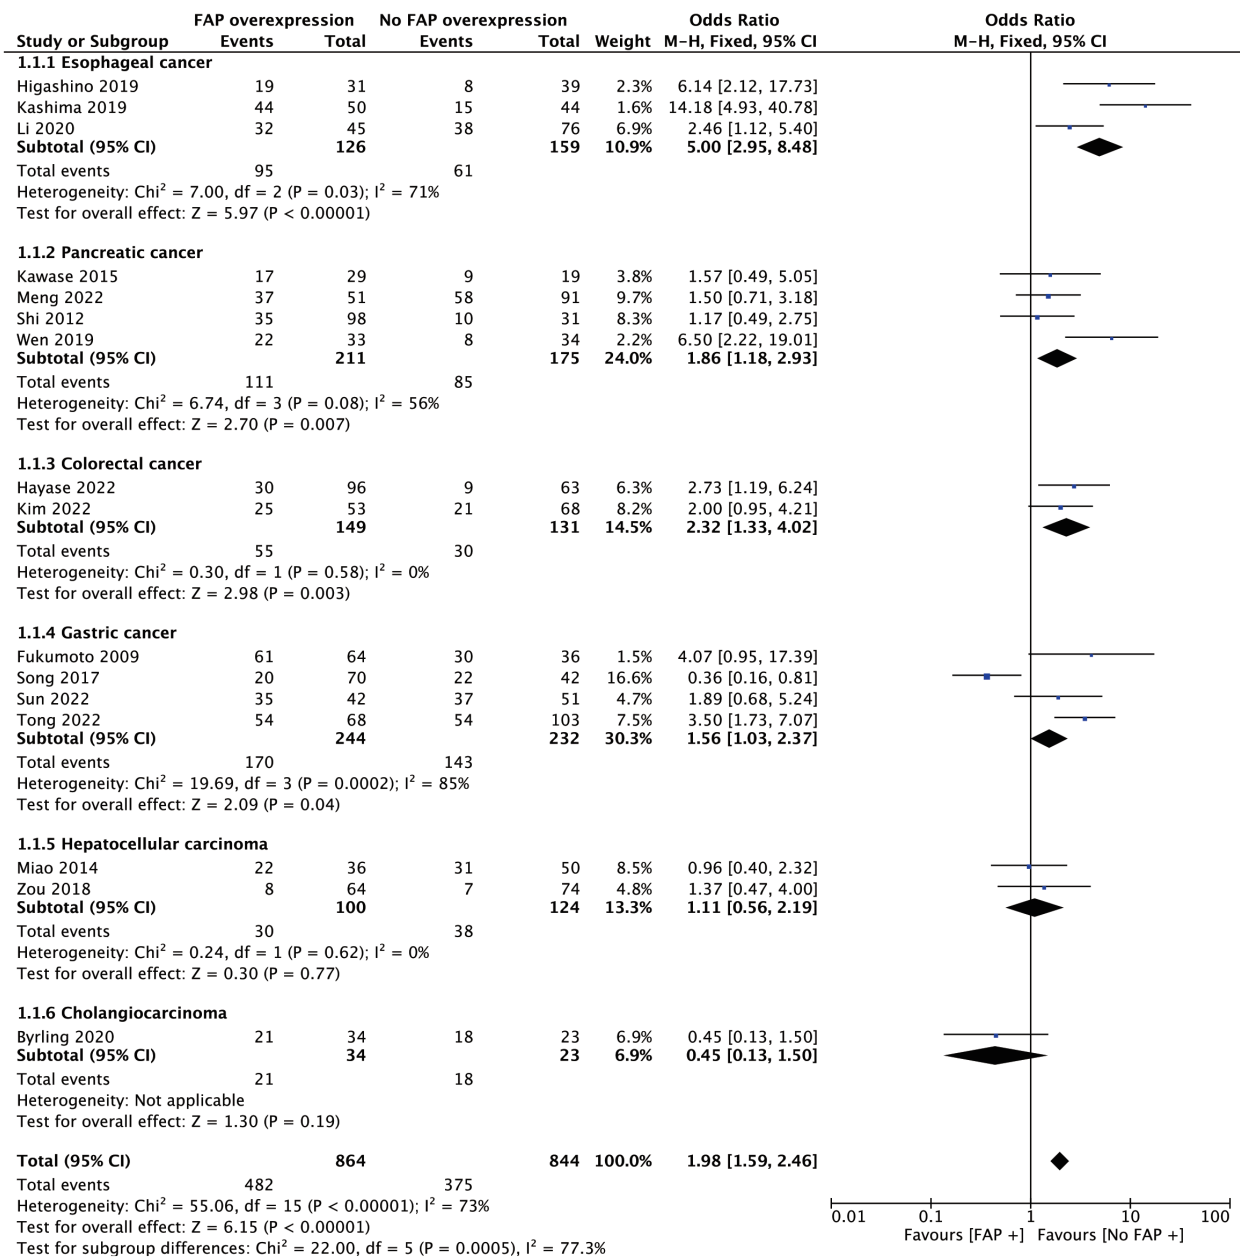 FAP overexpression No FAP overexpression Odds Ratio Odds Ratio
Study or Subgroup Events Total Events Total Weight M-H, Fixed, 95% CI M-H, Fixed, 95% CI
1.1.1 Esophageal cancer
Higashino 2019 19 31 8 39 2.3% 6.14 [2.12, 17.73]
Kashima 2019 44 50 15 44 1.6% 14.18 [4.93, 40.78]
Li 2020 32 45 38 76 6.9% 2.46 [1.12, 5.40]
Subtotal (95% CI) 126 159 10.9% 5.00 [2.95, 8.48]
Total events 95 61
Heterogeneity: Chi² = 7.00, df = 2 (P = 0.03); I² = 71%
Test for overall effect: Z = 5.97 (P < 0.00001)
1.1.2 Pancreatic cancer
Kawase 2015 17 29 9 19 3.8% 1.57 [0.49, 5.05]
Meng 2022 37 51 58 91 9.7% 1.50 [0.71, 3.18]
Shi 2012 35 98 10 31 8.3% 1.17 [0.49, 2.75]
Wen 2019 22 33 8 34 2.2% 6.50 [2.22, 19.01]
Subtotal (95% CI) 211 175 24.0% 1.86 [1.18, 2.93]
Total events 111 85
Heterogeneity: Chi² = 6.74, df = 3 (P = 0.08); I² = 56%
Test for overall effect: Z = 2.70 (P = 0.007)
1.1.3 Colorectal cancer
Hayase 2022 30 96 9 63 6.3% 2.73 [1.19, 6.24]
Kim 2022 25 53 21 68 8.2% 2.00 [0.95, 4.21]
Subtotal (95% CI) 149 131 14.5% 2.32 [1.33, 4.02]
Total events 55 30
Heterogeneity: Chi² = 0.30, df = 1 (P = 0.58); I² = 0%
Test for overall effect: Z = 2.98 (P = 0.003)
1.1.4 Gastric cancer
Fukumoto 2009 61 64 30 36 1.5% 4.07 [0.95, 17.39]
Song 2017 20 70 22 42 16.6% 0.36 [0.16, 0.81]
Sun 2022 35 42 37 51 4.7% 1.89 [0.68, 5.24]
Tong 2022 54 68 54 103 7.5% 3.50 [1.73, 7.07]
Subtotal (95% CI) 244 232 30.3% 1.56 [1.03, 2.37]
Total events 170 143
Heterogeneity: Chi² = 19.69, df = 3 (P = 0.0002); I² = 85%
Test for overall effect: Z = 2.09 (P = 0.04)
1.1.5 Hepatocellular carcinoma
Miao 2014 22 36 31 50 8.5% 0.96 [0.40, 2.32]
Zou 2018 8 64 7 74 4.8% 1.37 [0.47, 4.00]
Subtotal (95% CI) 100 124 13.3% 1.11 [0.56, 2.19]
Total events 30 38
Heterogeneity: Chi² = 0.24, df = 1 (P = 0.62); I² = 0%
Test for overall effect: Z = 0.30 (P = 0.77)
1.1.6 Cholangiocarcinoma
Byrling 2020 21 34 18 23 6.9% 0.45 [0.13, 1.50]
Subtotal (95% CI) 34 23 6.9% 0.45 [0.13, 1.50]
Total events 21 18
Heterogeneity: Not applicable
Test for overall effect: Z = 1.30 (P = 0.19)
Total (95% CI) 864 844 100.0% 1.98 [1.59, 2.46]
Total events 482 375
Heterogeneity: Chi² = 55.06, df = 15 (P < 0.00001); I² = 73%
Test for overall effect: Z = 6.15 (P < 0.00001)
Test for subgroup differences: Chi² = 22.00, df = 5 (P = 0.0005), I² = 77.3%
0.01 0.1 1 10 100
Favours [FAP +] Favours [No FAP +]